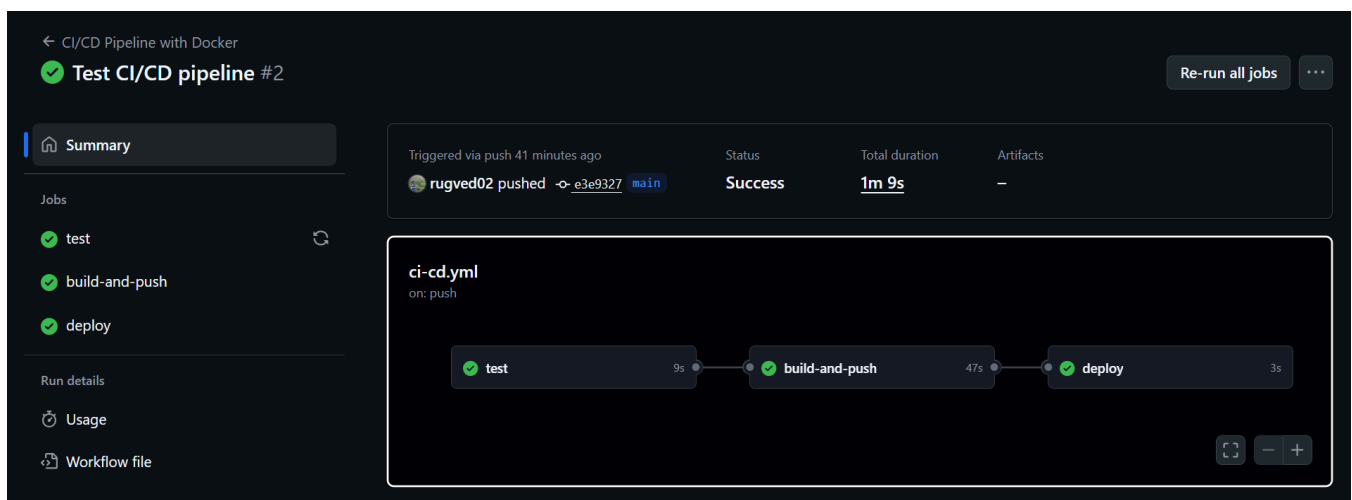 ← CI/CD Pipeline with Docker
Test CI/CD pipeline #2
Re-run all jobs
Summary
Jobs
test
build-and-push
deploy
Run details
Usage
Workflow file
Triggered via push 41 minutes ago
rugved02 pushed e3e9327 main
Status
Success
Total duration
1m 9s
Artifacts
–
ci-cd.yml
on: push
test 9s
build-and-push 47s
deploy 3s